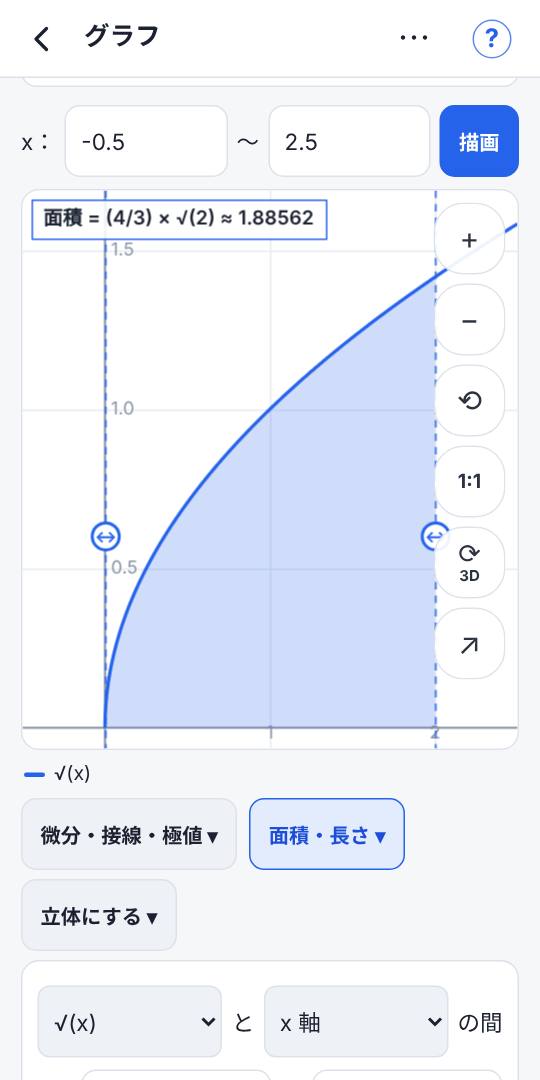 グラフ
...
?
x： -0.5 〜 2.5 描画
面積 = (4/3) × √(2) ≈ 1.88562
+
1.5
−
1.0
1:1
0.5
3D
1
2
√(x)
微分・接線・極値 ▾
面積・長さ ▾
立体にする ▾
√(x) と x 軸 の間